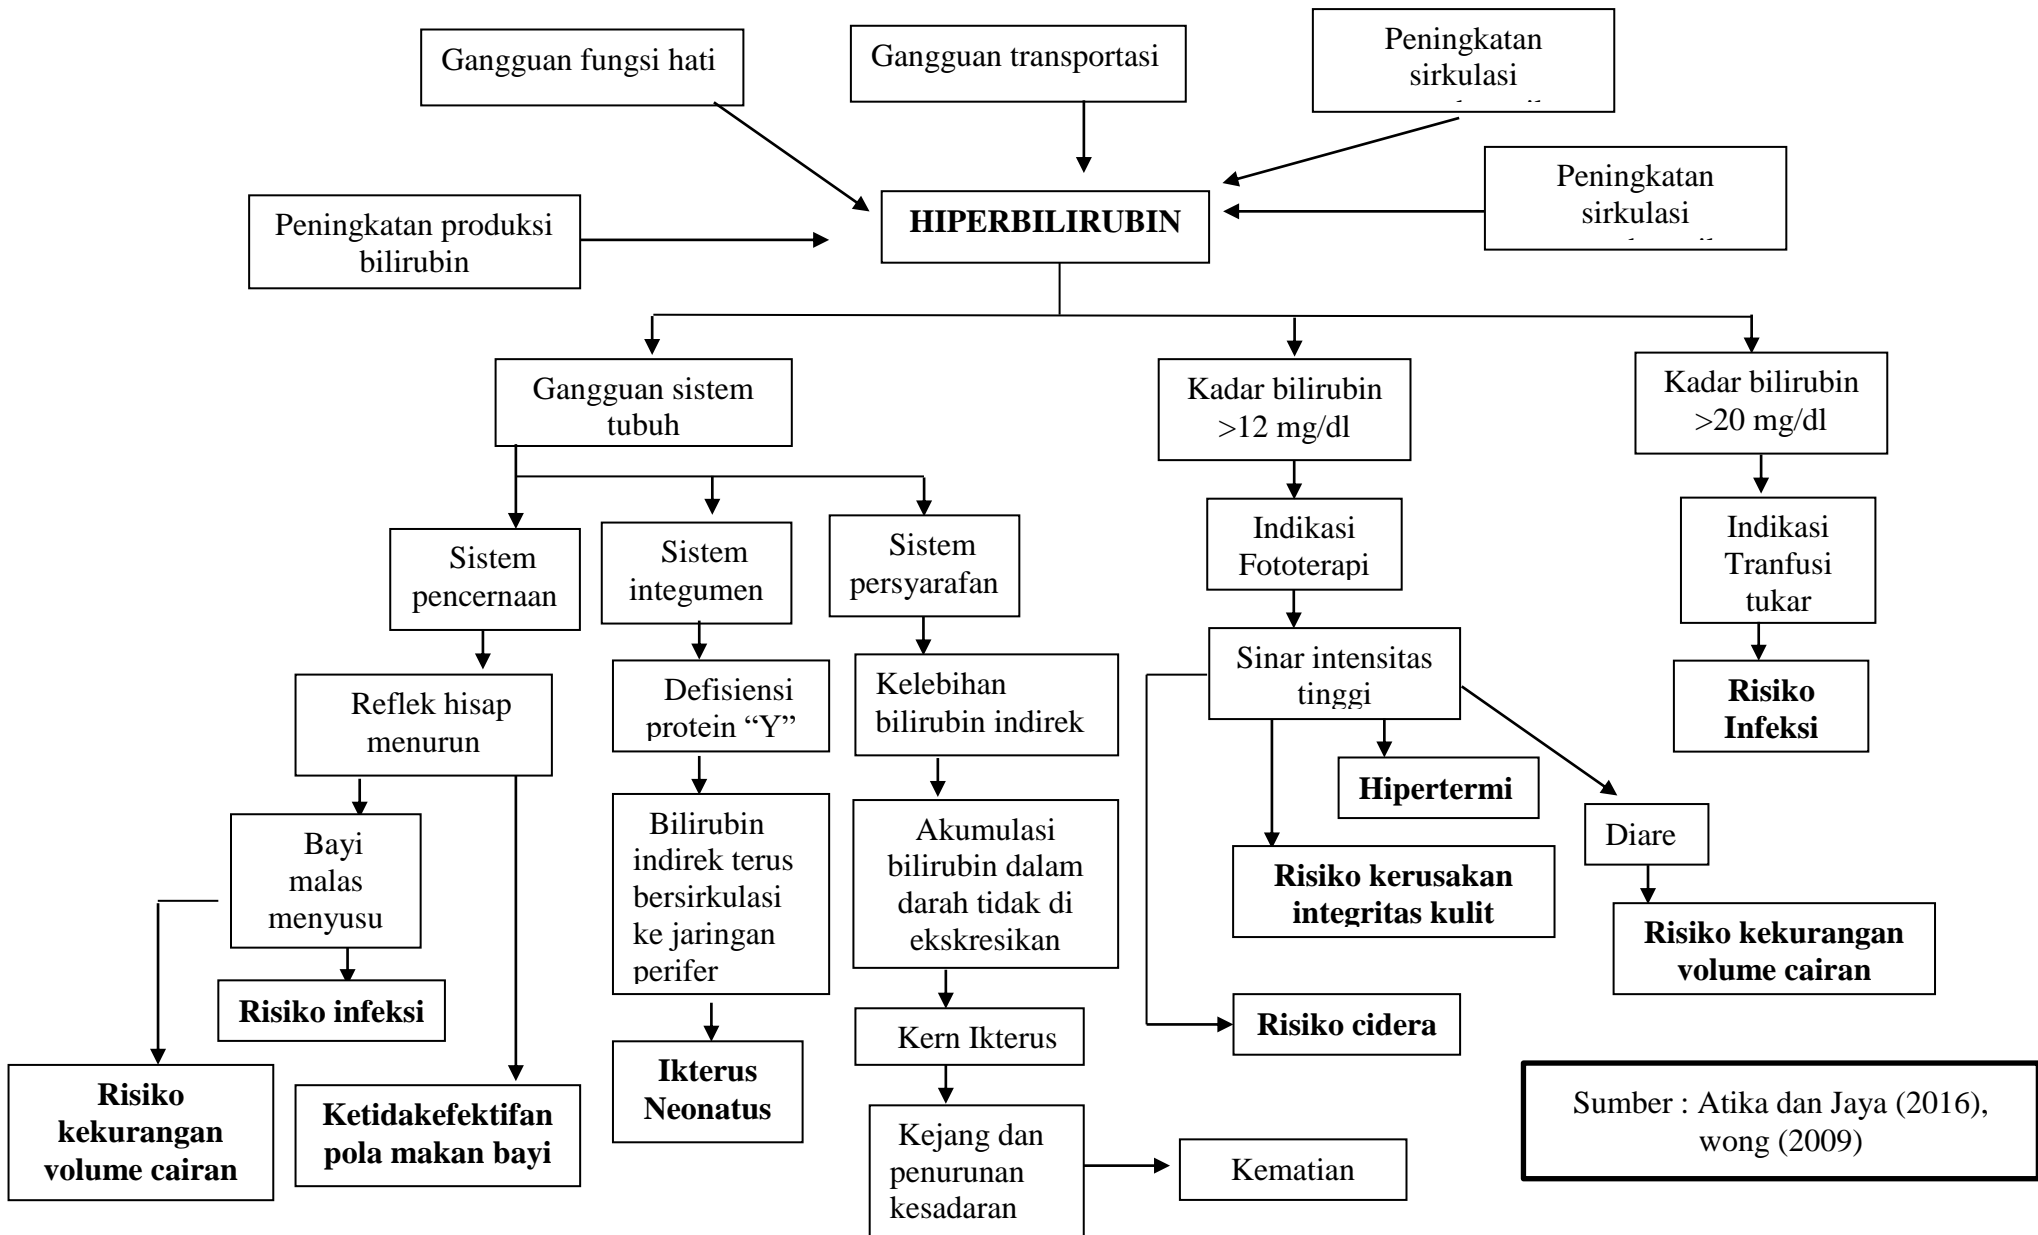 Gangguan fungsi hati
Gangguan transportasi
Peningkatan
sirkulasi
Peningkatan
sirkulasi
Peningkatan produksi
bilirubin
HIPERBILIRUBIN
Gangguan sistem
tubuh
Kadar bilirubin
>12 mg/dl
Kadar bilirubin
>20 mg/dl
Sistem
pencernaan
Sistem
integumen
Sistem
persyarafan
Indikasi
Fototerapi
Indikasi
Tranfusi
tukar
Reflek hisap
menurun
Defisiensi
protein “Y”
Kelebihan
bilirubin indirek
Sinar intensitas
tinggi
Risiko
Infeksi
Bayi
malas
menyusu
Bilirubin
indirek terus
bersirkulasi
ke jaringan
perifer
Akumulasi
bilirubin dalam
darah tidak di
ekskresikan
Hipertermi
Diare
Risiko kerusakan
integritas kulit
Risiko kekurangan
volume cairan
Risiko infeksi
Kern Ikterus
Risiko cidera
Risiko
kekurangan
volume cairan
Ketidakefektifan
pola makan bayi
Ikterus
Neonatus
Kejang dan
penurunan
kesadaran
Kematian
Sumber : Atika dan Jaya (2016),
wong (2009)